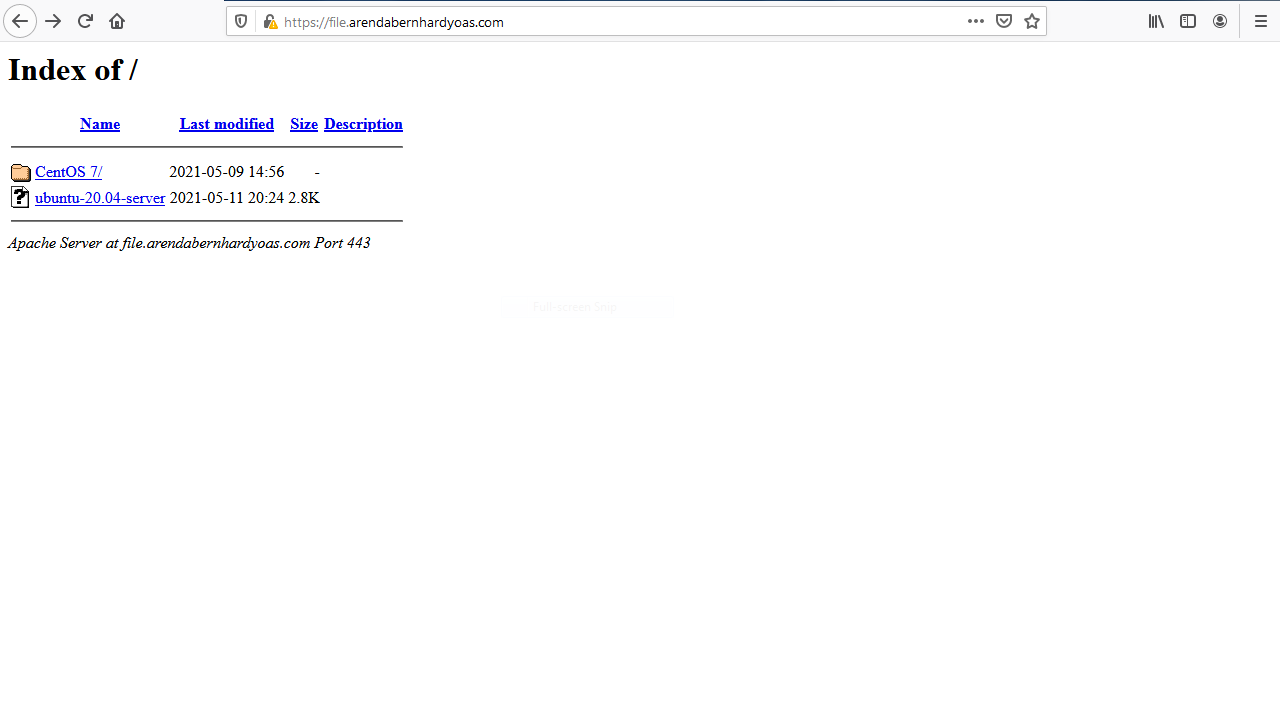 https://file.arendabernhardyoas.com
Index of /
Name Last modified Size Description
CentOS 7/ 2021-05-09 14:56 -
ubuntu-20.04-server 2021-05-11 20:24 2.8K
Apache Server at file.arendabernhardyoas.com Port 443
Full-screen Snip